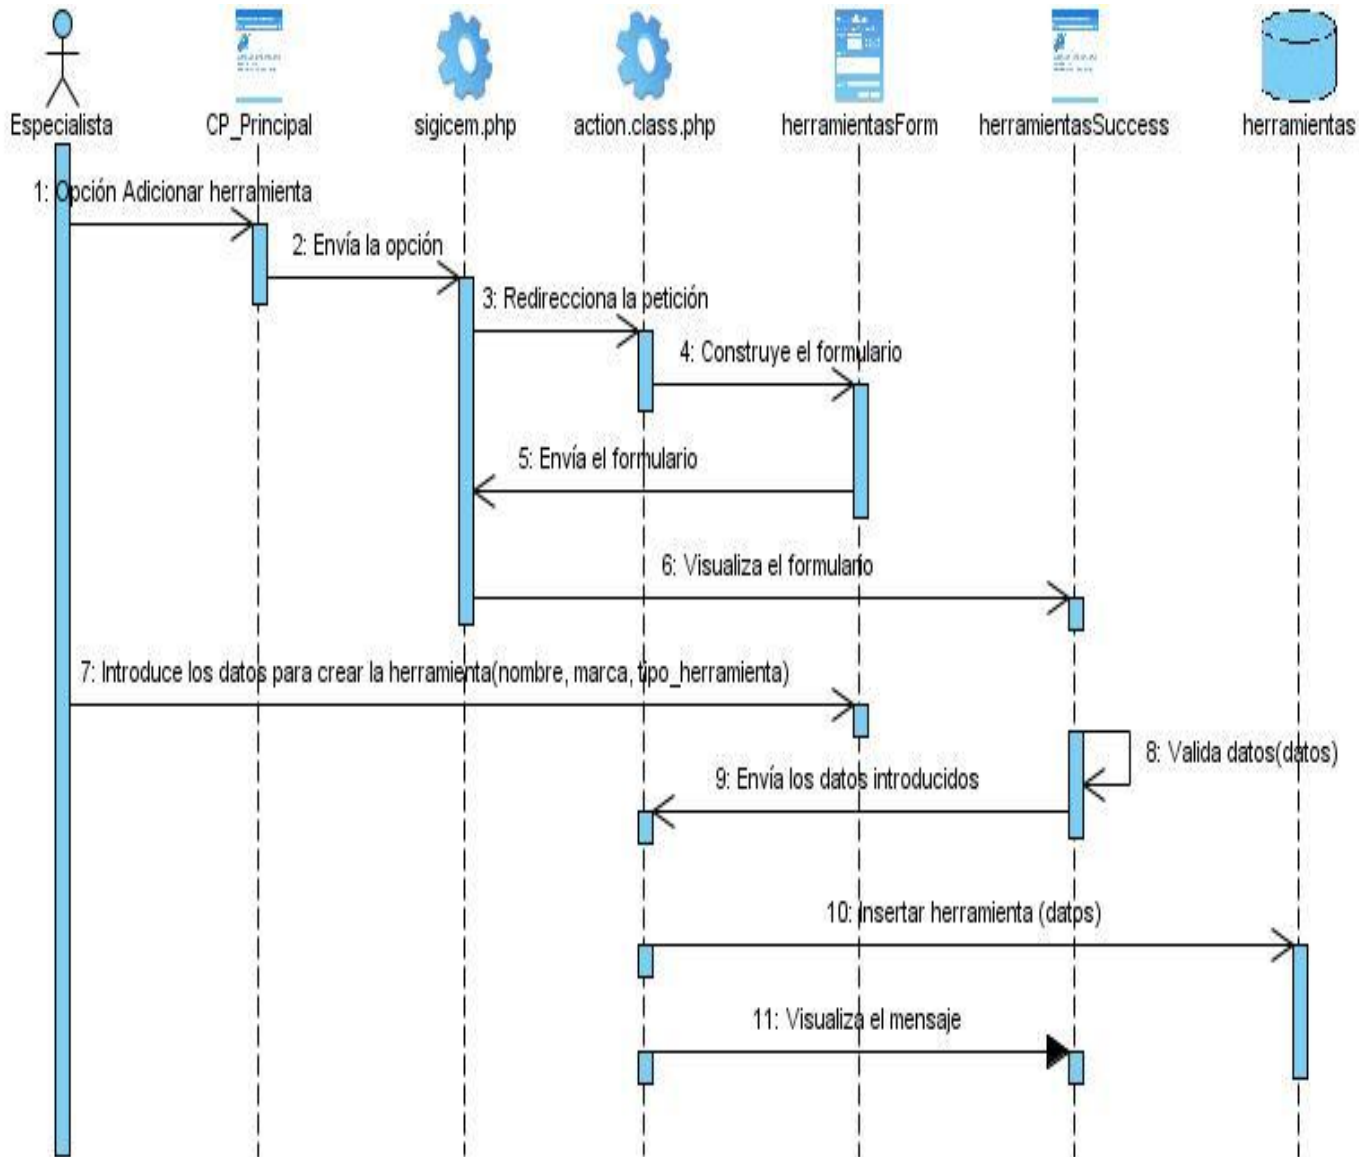 Especialista
CP_Principal
sigicem.php
action.class.php
herramientasForm
herramientasSuccess
herramientas
1: Opción Adicionar herramienta
2: Envía la opción
3: Redirecciona la petición
4: Construye el formulario
5: Envía el formulario
6: Visualiza el formulario
7: Introduce los datos para crear la herramienta(nombre, marca, tipo_herramienta)
8: Valida datos(datos)
9: Envía los datos introducidos
10: Insertar herramienta (datos)
11: Visualiza el mensaje